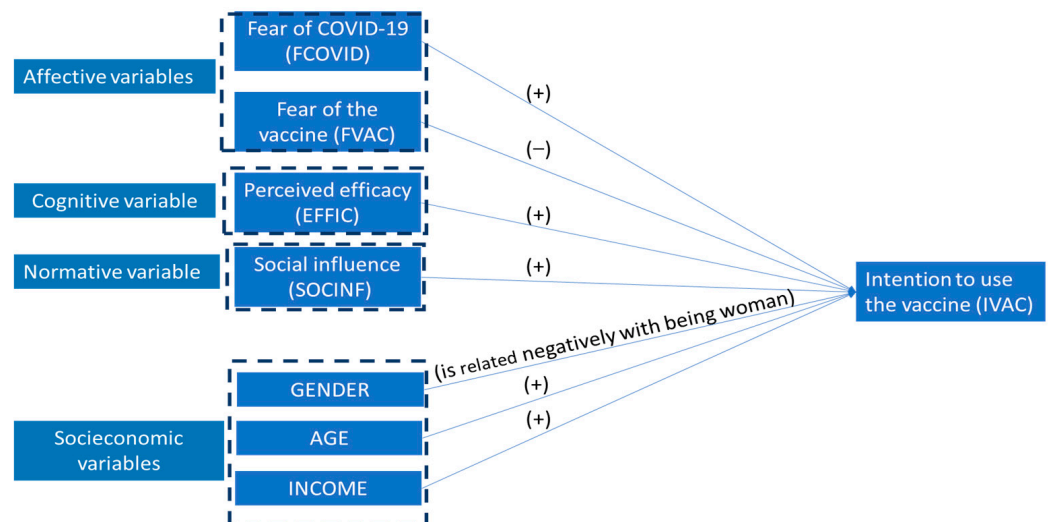 Affective variables
Fear of COVID-19
(FCOVID)
Fear of the
vaccine (FVAC)
Cognitive variable
Perceived efficacy
(EFFIC)
Normative variable
Social influence
(SOCINF)
Socieconomic
variables
GENDER
AGE
INCOME
(+)
(−)
(+)
(+)
(is related negatively with being woman)
(+)
(+)
Intention to use
the vaccine (IVAC)